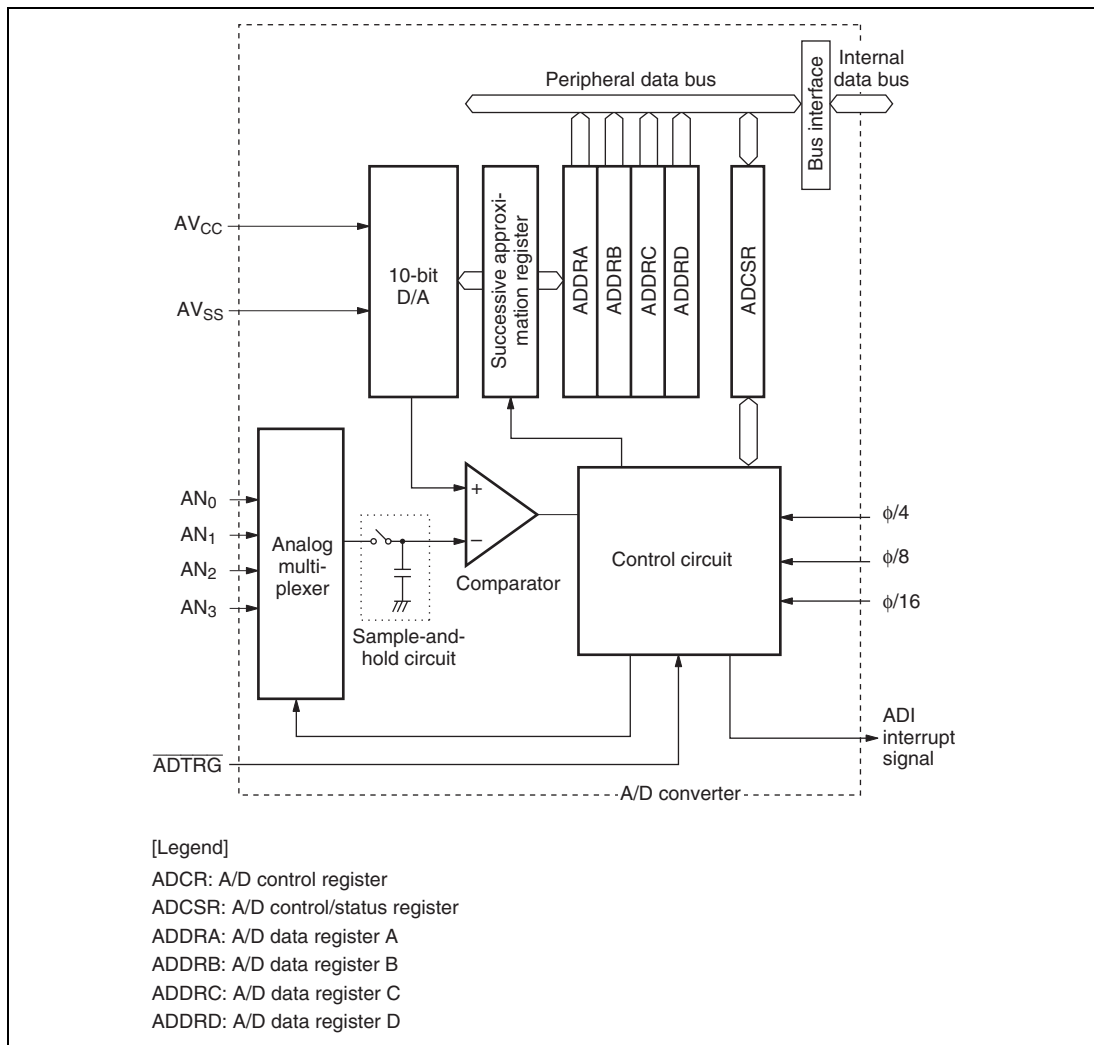 Peripheral data bus
Internal
data bus
Bus interface
AVCC
AVSS
10-bit
D/A
Successive approxi-
mation register
ADDRA
ADDRB
ADDRC
ADDRD
ADCSR
AN0
AN1
AN2
AN3
Analog
multi-
plexer
Sample-and-
hold circuit
+
−
Comparator
Control circuit
ϕ/4
ϕ/8
ϕ/16
ADI
interrupt
signal
ADTRG
A/D converter
[Legend]
ADCR: A/D control register
ADCSR: A/D control/status register
ADDRA: A/D data register A
ADDRB: A/D data register B
ADDRC: A/D data register C
ADDRD: A/D data register D